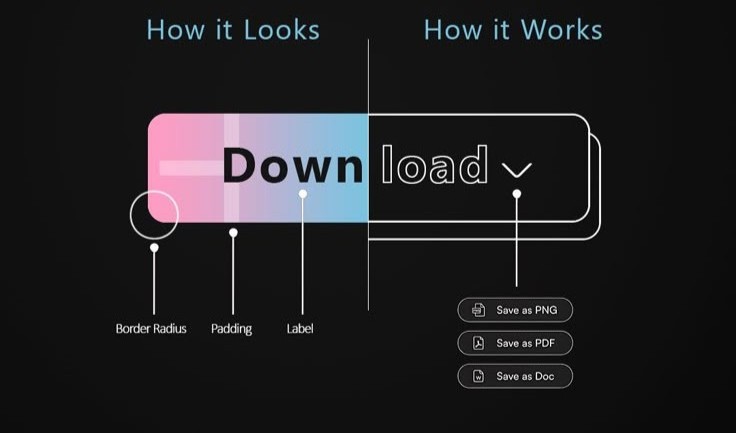 How it Looks
How it Works
Download
Border Radius
Padding
Label
Save as PNG
Save as PDF
Save as Doc